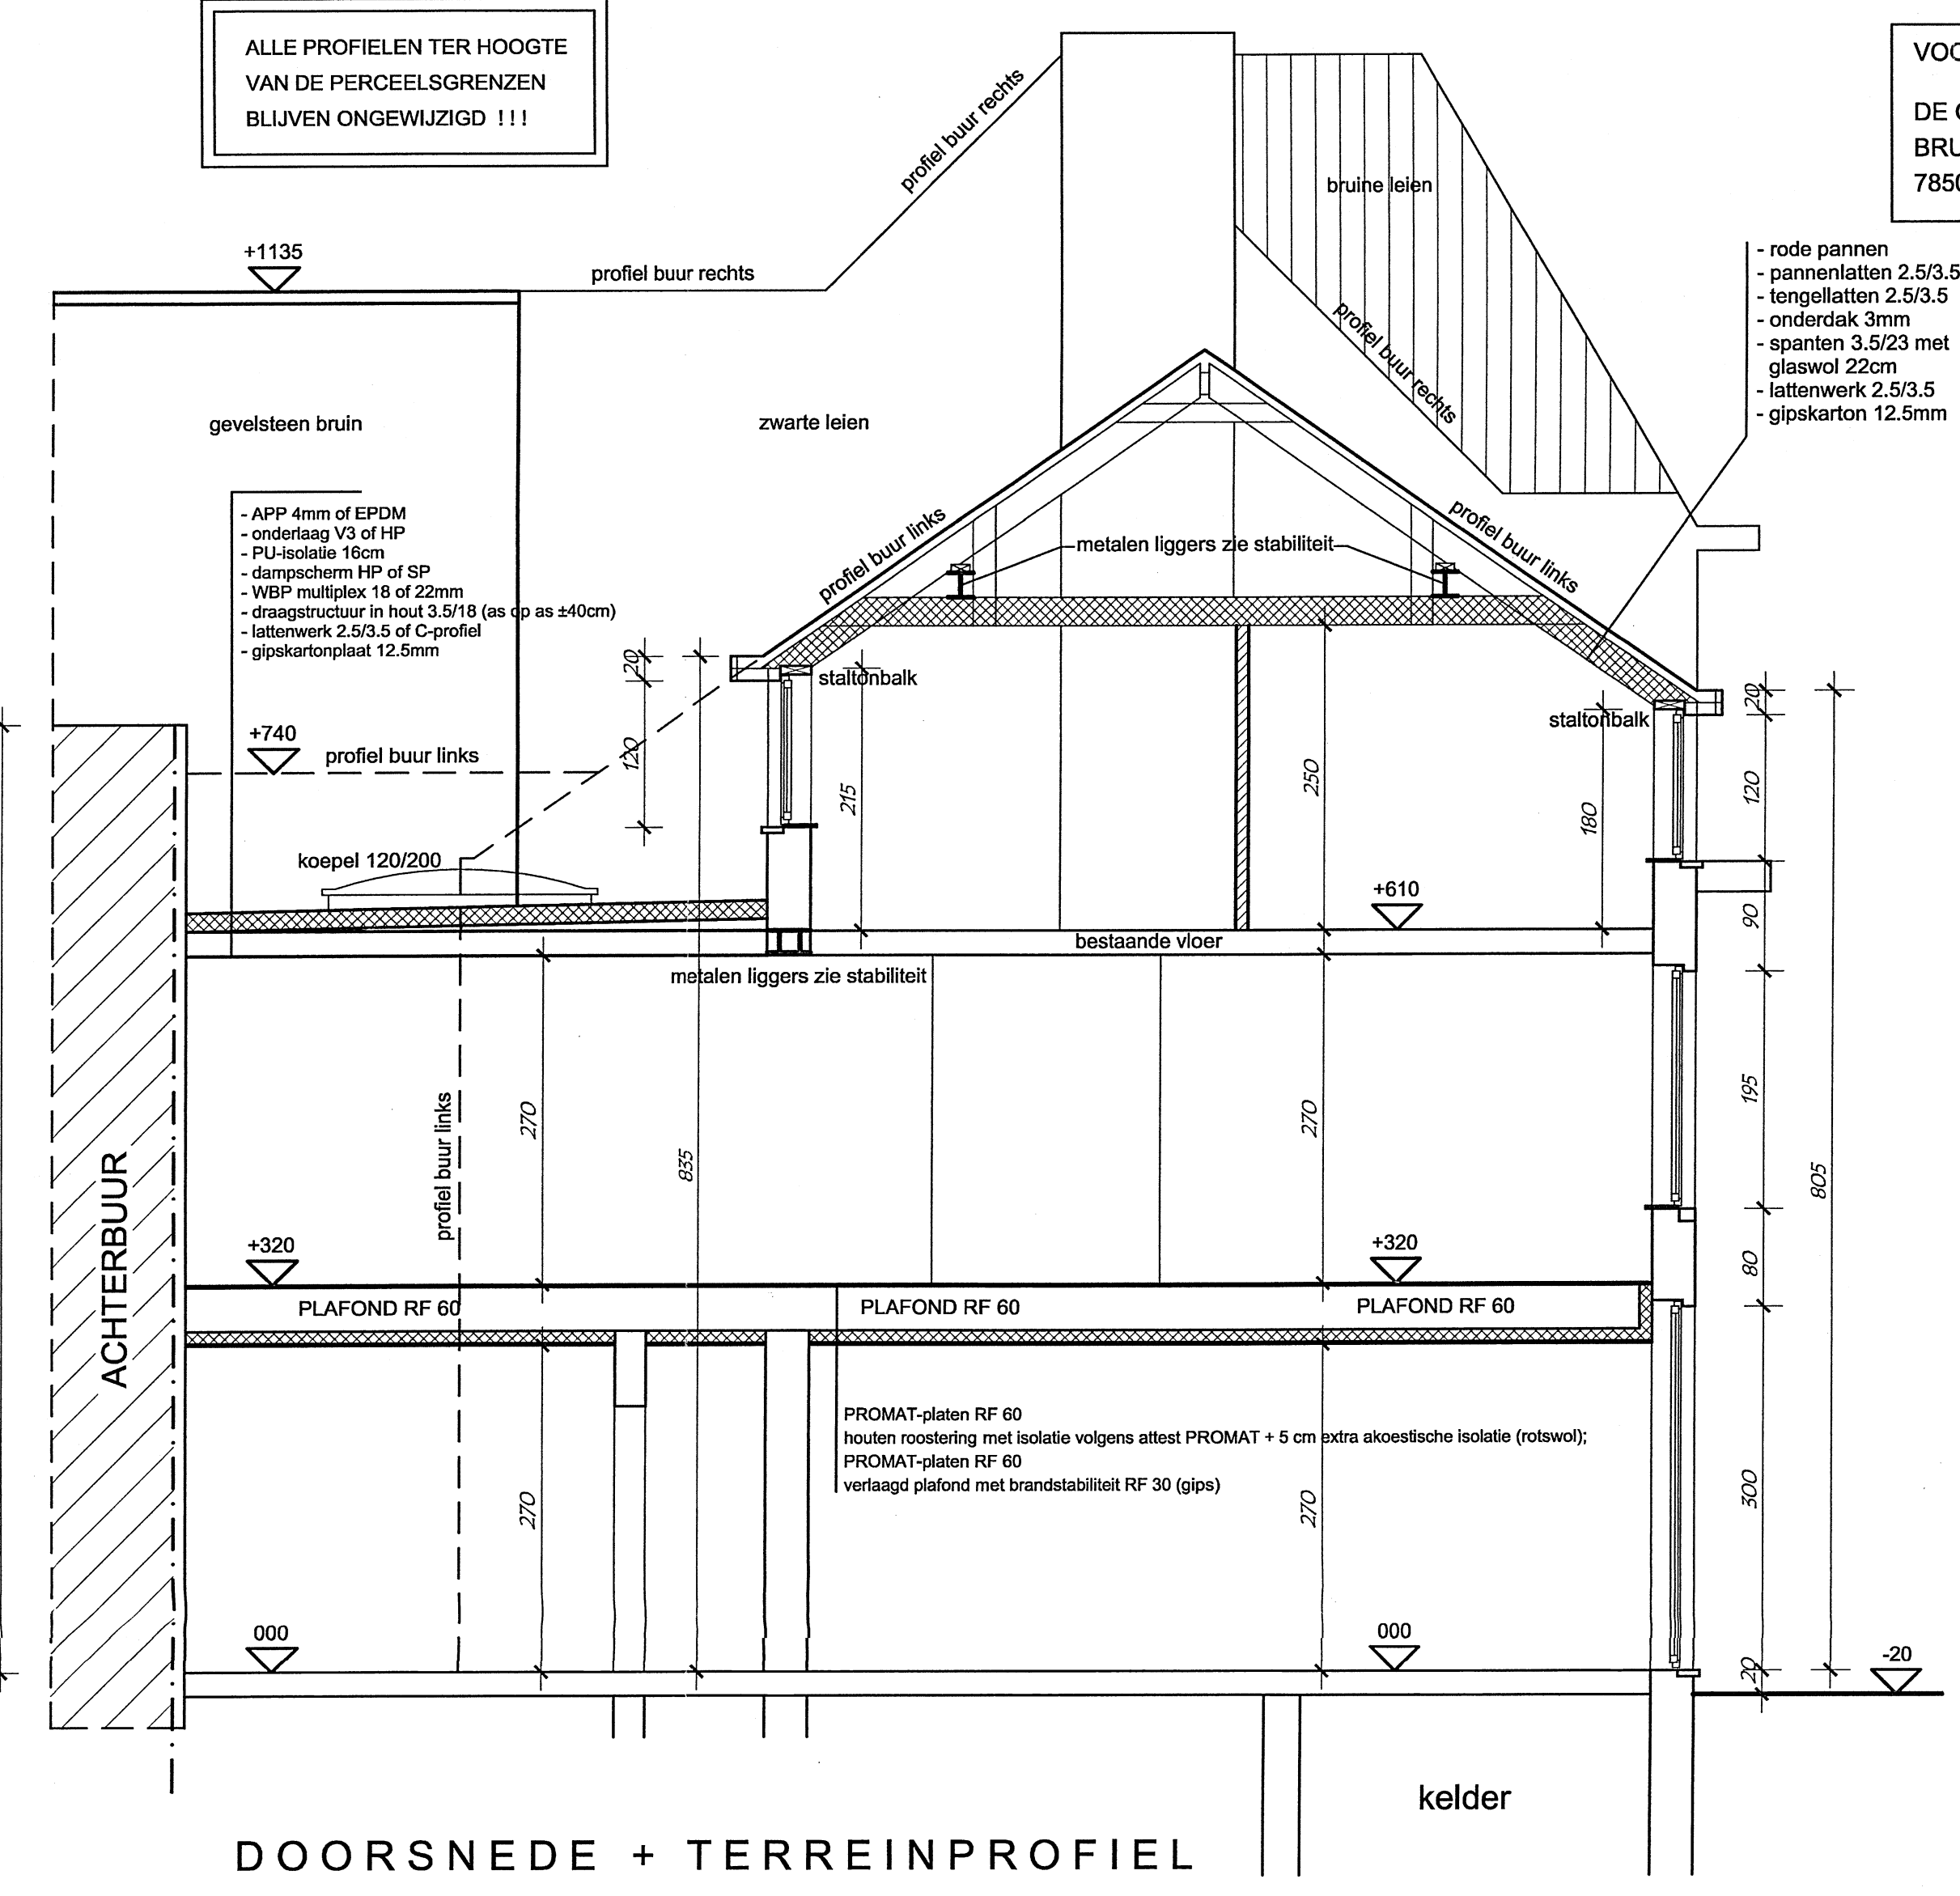 ALLE PROFIELEN TER HOOGTE
VAN DE PERCEELSGRENZEN
BLIJVEN ONGEWIJZIGD !!!
VOO
DE
BRU
7850
profiel buur rechts
bruine leien
+1135
profiel buur rechts
profiel buur rechts
- rode pannen
- pannenlatten 2.5/3.5
- tengellatten 2.5/3.5
- onderdak 3mm
- spanten 3.5/23 met
glaswol 22cm
- lattenwerk 2.5/3.5
- gipskarton 12.5mm
gevelsteen bruin
zwarte leien
- APP 4mm of EPDM
- onderlaag V3 of HP
- PU-isolatie 16cm
- dampscherm HP of SP
- WBP multiplex 18 of 22mm
- draagstructuur in hout 3.5/18 (as op as ±40cm)
- lattenwerk 2.5/3.5 of C-profiel
- gipskartonplaat 12.5mm
profiel buur links
metalen liggers zie stabiliteit
profiel buur links
20
staltonbalk
20
staltonbalk
+740
profiel buur links
120
215
250
180
120
koepel 120/200
+610
90
bestaande vloer
metalen liggers zie stabiliteit
270
270
195
profiel buur links
835
805
ACHTERBUUR
+320
+320
80
PLAFOND RF 60
PLAFOND RF 60
PLAFOND RF 60
PROMAT-platen RF 60
houten roostering met isolatie volgens attest PROMAT + 5 cm extra akoestische isolatie (rotswol);
PROMAT-platen RF 60
verlaagd plafond met brandstabiliteit RF 30 (gips)
270
270
300
000
000
20
-20
kelder
DOORSNEDE + TERREINPROFIEL